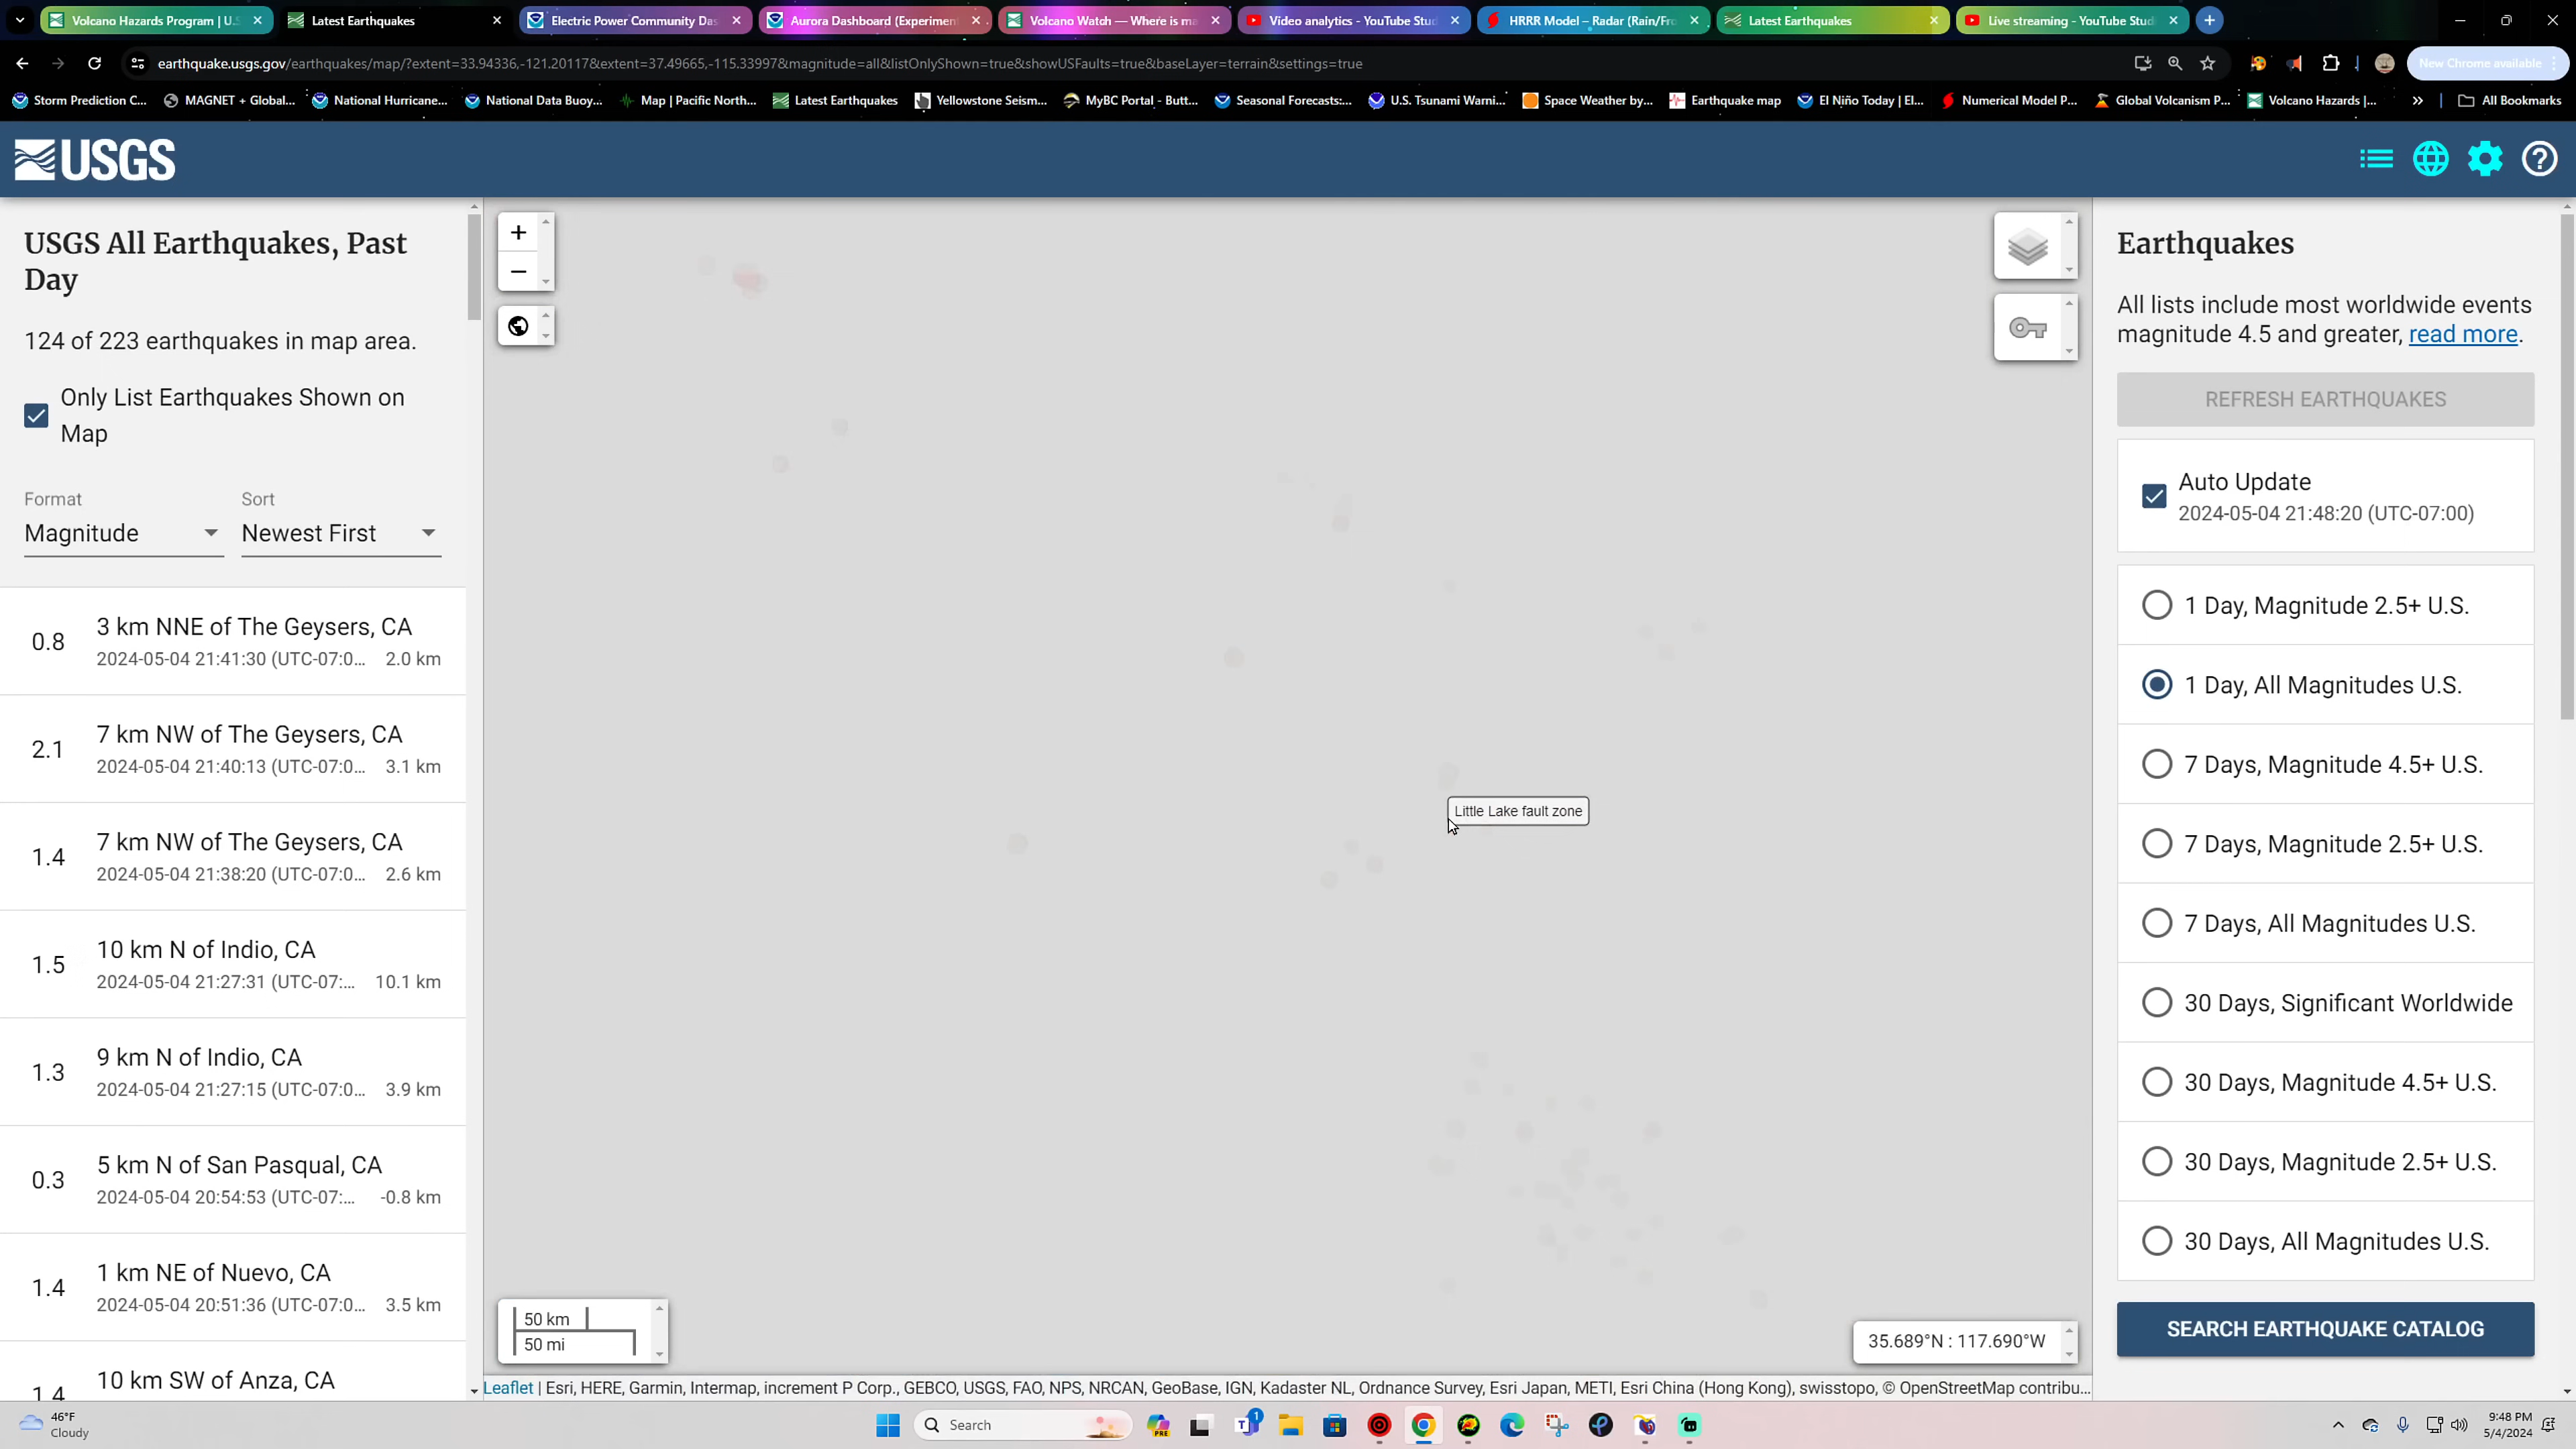 Volcano Hazards Program | U.S
Latest Earthquakes
Electric Power Community Das
Aurora Dashboard (Experiment
Volcano Watch — Where is ma
Video analytics - YouTube Stud
HRRR Model – Radar (Rain/Fro
Latest Earthquakes
Live streaming - YouTube Stud
earthquake.usgs.gov/earthquakes/map/?extent=33.94336,-121.20117&extent=37.49665,-115.33997&magnitude=all&listOnlyShown=true&showUSFaults=true&baseLayer=terrain&settings=true
New Chrome available
Storm Prediction C...
MAGNET + Global...
National Hurricane...
National Data Buoy...
Map | Pacific North...
Latest Earthquakes
Yellowstone Seism...
MyBC Portal - Butt...
Seasonal Forecasts:...
U.S. Tsunami Warni...
Space Weather by...
Earthquake map
El Niño Today | El...
Numerical Model P...
Global Volcanism P...
Volcano Hazards |...
All Bookmarks
USGS
USGS All Earthquakes, Past
Day
124 of 223 earthquakes in map area.
Only List Earthquakes Shown on
Map
Format
Sort
Magnitude
Newest First
0.8
3 km NNE of The Geysers, CA
2024-05-04 21:41:30 (UTC-07:0... 2.0 km
2.1
7 km NW of The Geysers, CA
2024-05-04 21:40:13 (UTC-07:0... 3.1 km
1.4
7 km NW of The Geysers, CA
2024-05-04 21:38:20 (UTC-07:0... 2.6 km
1.5
10 km N of Indio, CA
2024-05-04 21:27:31 (UTC-07:... 10.1 km
1.3
9 km N of Indio, CA
2024-05-04 21:27:15 (UTC-07:0... 3.9 km
0.3
5 km N of San Pasqual, CA
2024-05-04 20:54:53 (UTC-07:... -0.8 km
1.4
1 km NE of Nuevo, CA
2024-05-04 20:51:36 (UTC-07:0... 3.5 km
1.4
10 km SW of Anza, CA
+
−
Little Lake fault zone
50 km
50 mi
35.689°N : 117.690°W
Leaflet | Esri, HERE, Garmin, Intermap, increment P Corp., GEBCO, USGS, FAO, NPS, NRCAN, GeoBase, IGN, Kadaster NL, Ordnance Survey, Esri Japan, METI, Esri China (Hong Kong), swisstopo, © OpenStreetMap contribu...
Earthquakes
All lists include most worldwide events
magnitude 4.5 and greater, read more.
REFRESH EARTHQUAKES
Auto Update
2024-05-04 21:48:20 (UTC-07:00)
1 Day, Magnitude 2.5+ U.S.
1 Day, All Magnitudes U.S.
7 Days, Magnitude 4.5+ U.S.
7 Days, Magnitude 2.5+ U.S.
7 Days, All Magnitudes U.S.
30 Days, Significant Worldwide
30 Days, Magnitude 4.5+ U.S.
30 Days, Magnitude 2.5+ U.S.
30 Days, All Magnitudes U.S.
SEARCH EARTHQUAKE CATALOG
46°F
Cloudy
Search
PRE
1
9:48 PM
5/4/2024